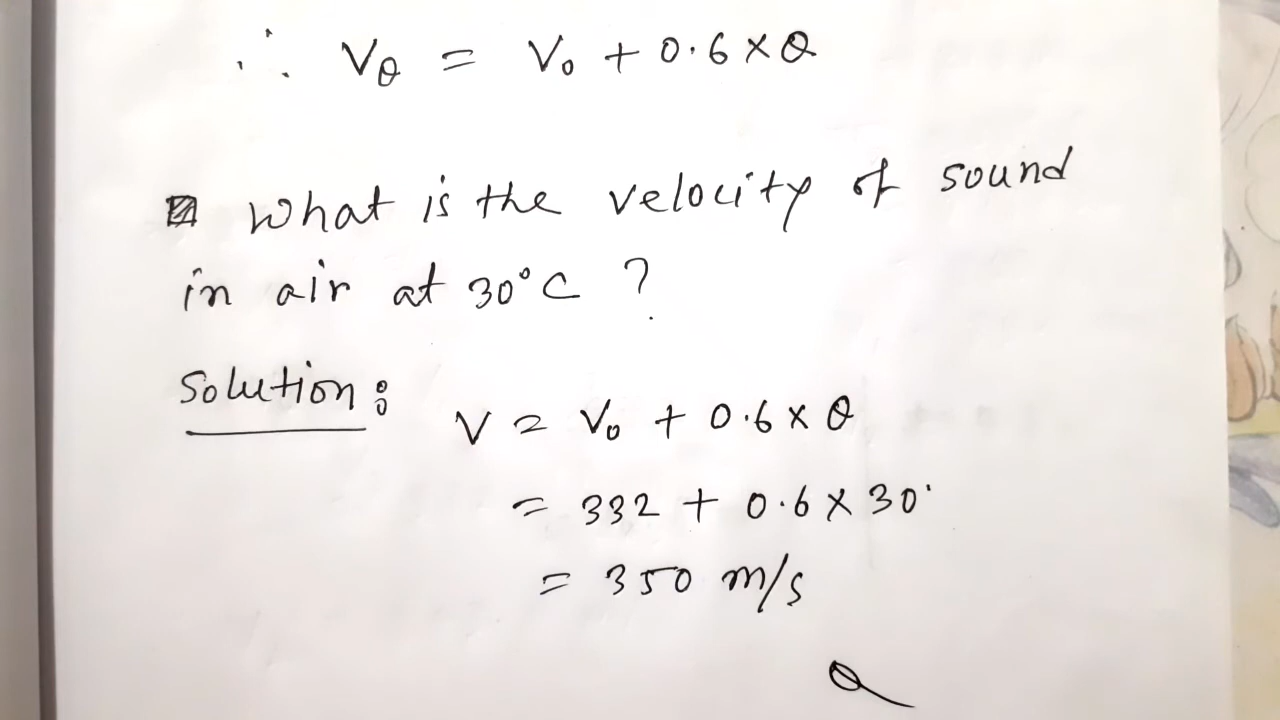 ∴ Vθ = V₀ + 0.6 × θ
What is the velocity of sound
in air at 30°C ?
Solution :
V = V₀ + 0.6 × θ
= 332 + 0.6 × 30
= 350 m/s